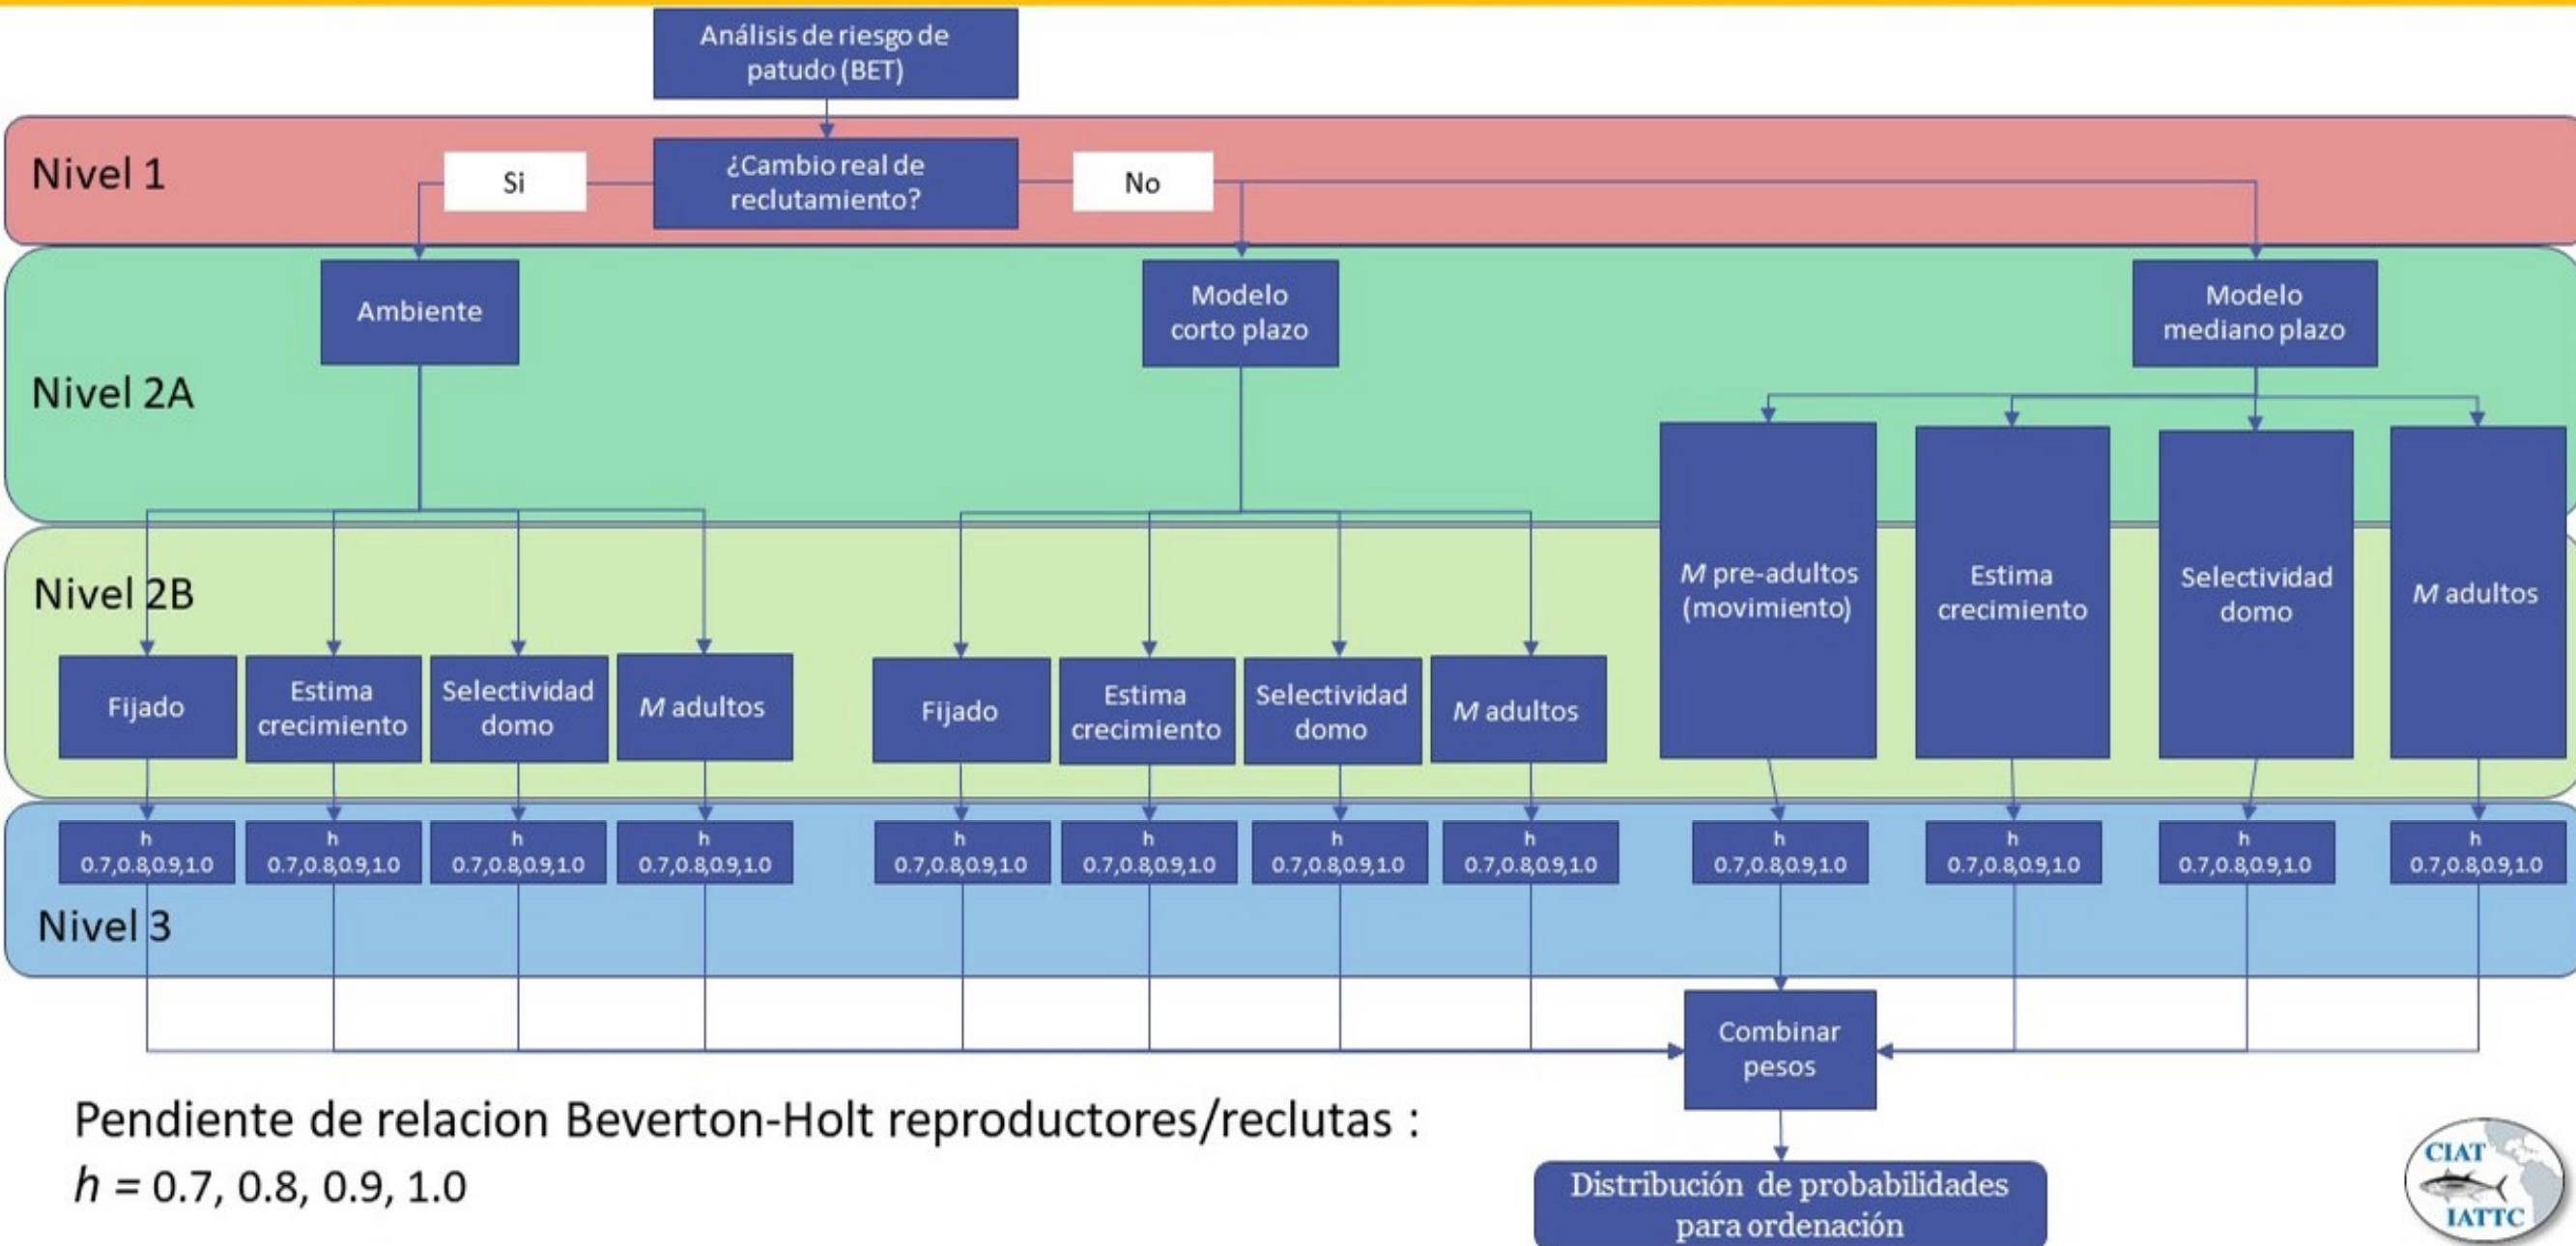 Análisis de riesgo de
patudo (BET)
Nivel 1
Si
¿Cambio real de
reclutamiento?
No
Ambiente
Modelo
corto plazo
Modelo
mediano plazo
Nivel 2A
Nivel 2B
Fijado
Estima
crecimiento
Selectividad
domo
M adultos
Fijado
Estima
crecimiento
Selectividad
domo
M adultos
M pre-adultos
(movimiento)
Estima
crecimiento
Selectividad
domo
M adultos
h
0.7,0.8,0.9,1.0
h
0.7,0.8,0.9,1.0
h
0.7,0.8,0.9,1.0
h
0.7,0.8,0.9,1.0
h
0.7,0.8,0.9,1.0
h
0.7,0.8,0.9,1.0
h
0.7,0.8,0.9,1.0
h
0.7,0.8,0.9,1.0
h
0.7,0.8,0.9,1.0
h
0.7,0.8,0.9,1.0
h
0.7,0.8,0.9,1.0
h
0.7,0.8,0.9,1.0
Nivel 3
Combinar
pesos
Pendiente de relacion Beverton-Holt reproductores/reclutas :
h = 0.7, 0.8, 0.9, 1.0
Distribución de probabilidades
para ordenación
CIAT
IATTC